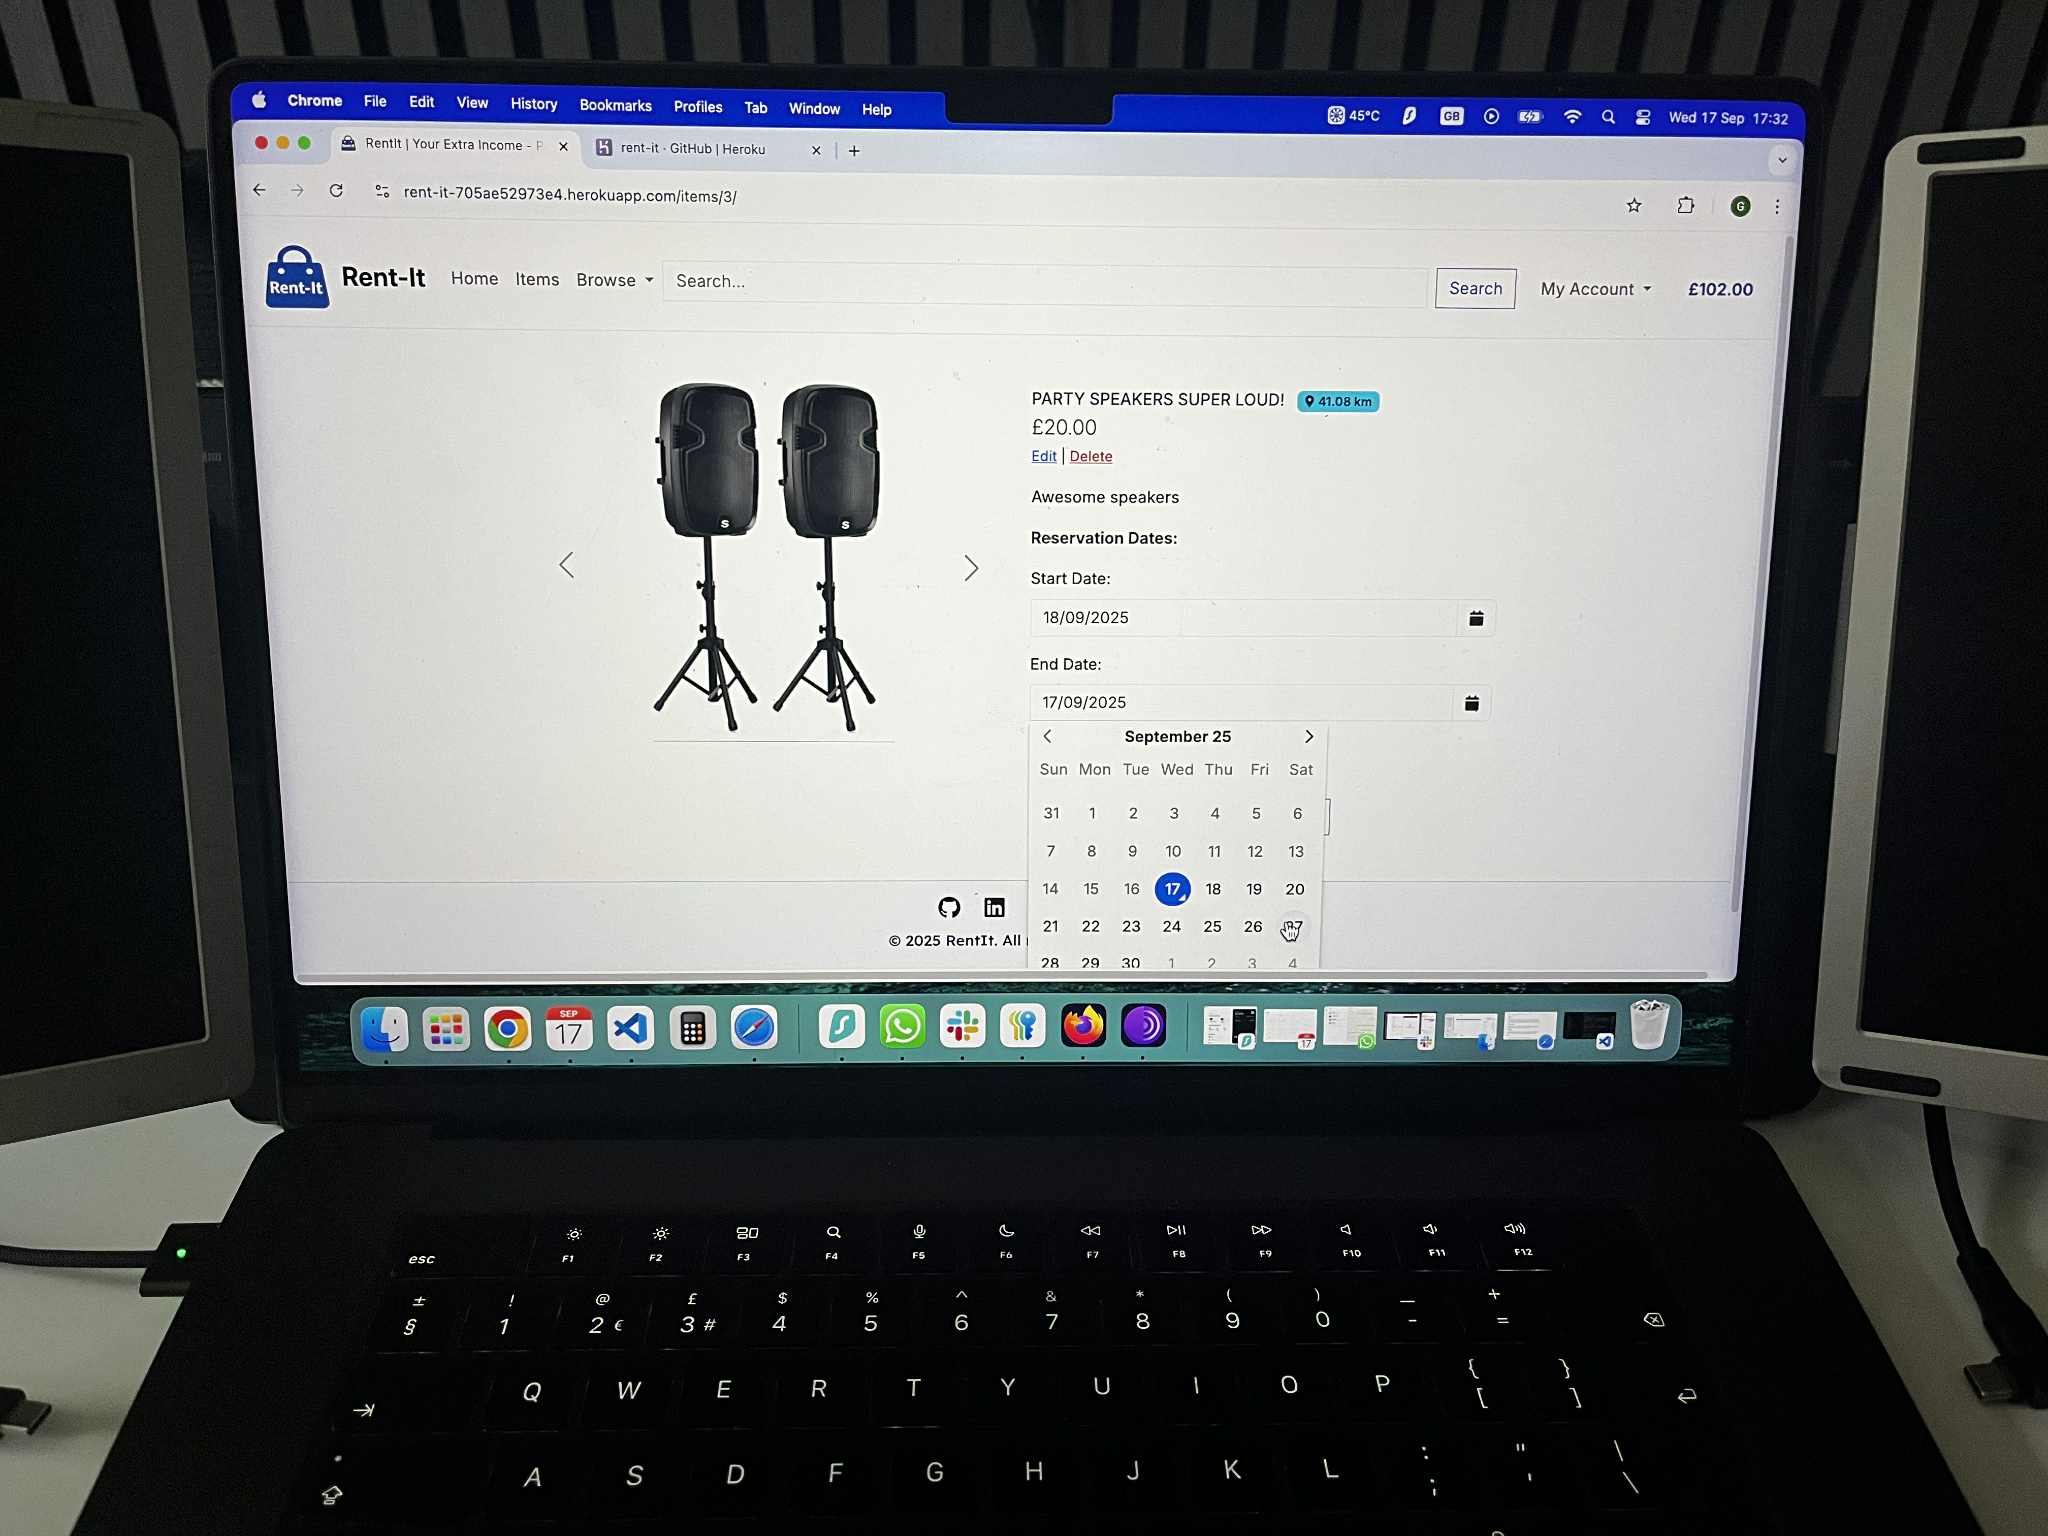 Chrome File Edit View History Bookmarks Profiles Tab Window Help 45°C GB Wed 17 Sep 17:32
RentIt | Your Extra Income - P rent-it · GitHub | Heroku
rent-it-705ae52973e4.herokuapp.com/items/3/ G
Rent-It Rent-It Home Items Browse Search... Search My Account £102.00
PARTY SPEAKERS SUPER LOUD! 41.08 km
£20.00
Edit | Delete
Awesome speakers
Reservation Dates:
Start Date:
18/09/2025
End Date:
17/09/2025
September 25
Sun Mon Tue Wed Thu Fri Sat
31 1 2 3 4 5 6
7 8 9 10 11 12 13
14 15 16 17 18 19 20
21 22 23 24 25 26 27
28 29 30 1 2 3 4
© 2025 RentIt. All
S S
SEP
17
17
esc F1 F2 F3 F4 F5 F6 F7 F8 F9 F10 F11 F12
± ! @ £ $ % ^ & * ( ) _ +
§ 1 2 € 3 # 4 5 6 7 8 9 0 - =
Q W E R T Y U I O P { [ } ]
A S D F G H J K L : ; " ' | \